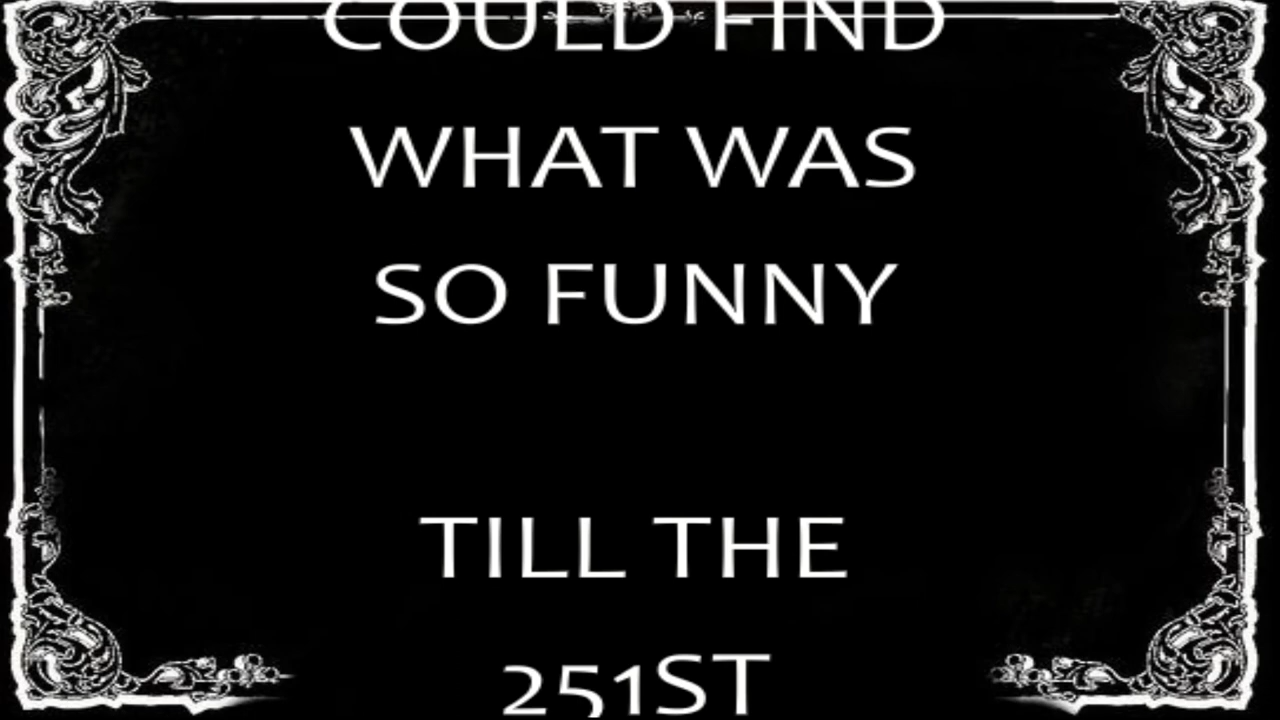 COULD FIND
WHAT WAS
SO FUNNY
TILL THE
251ST